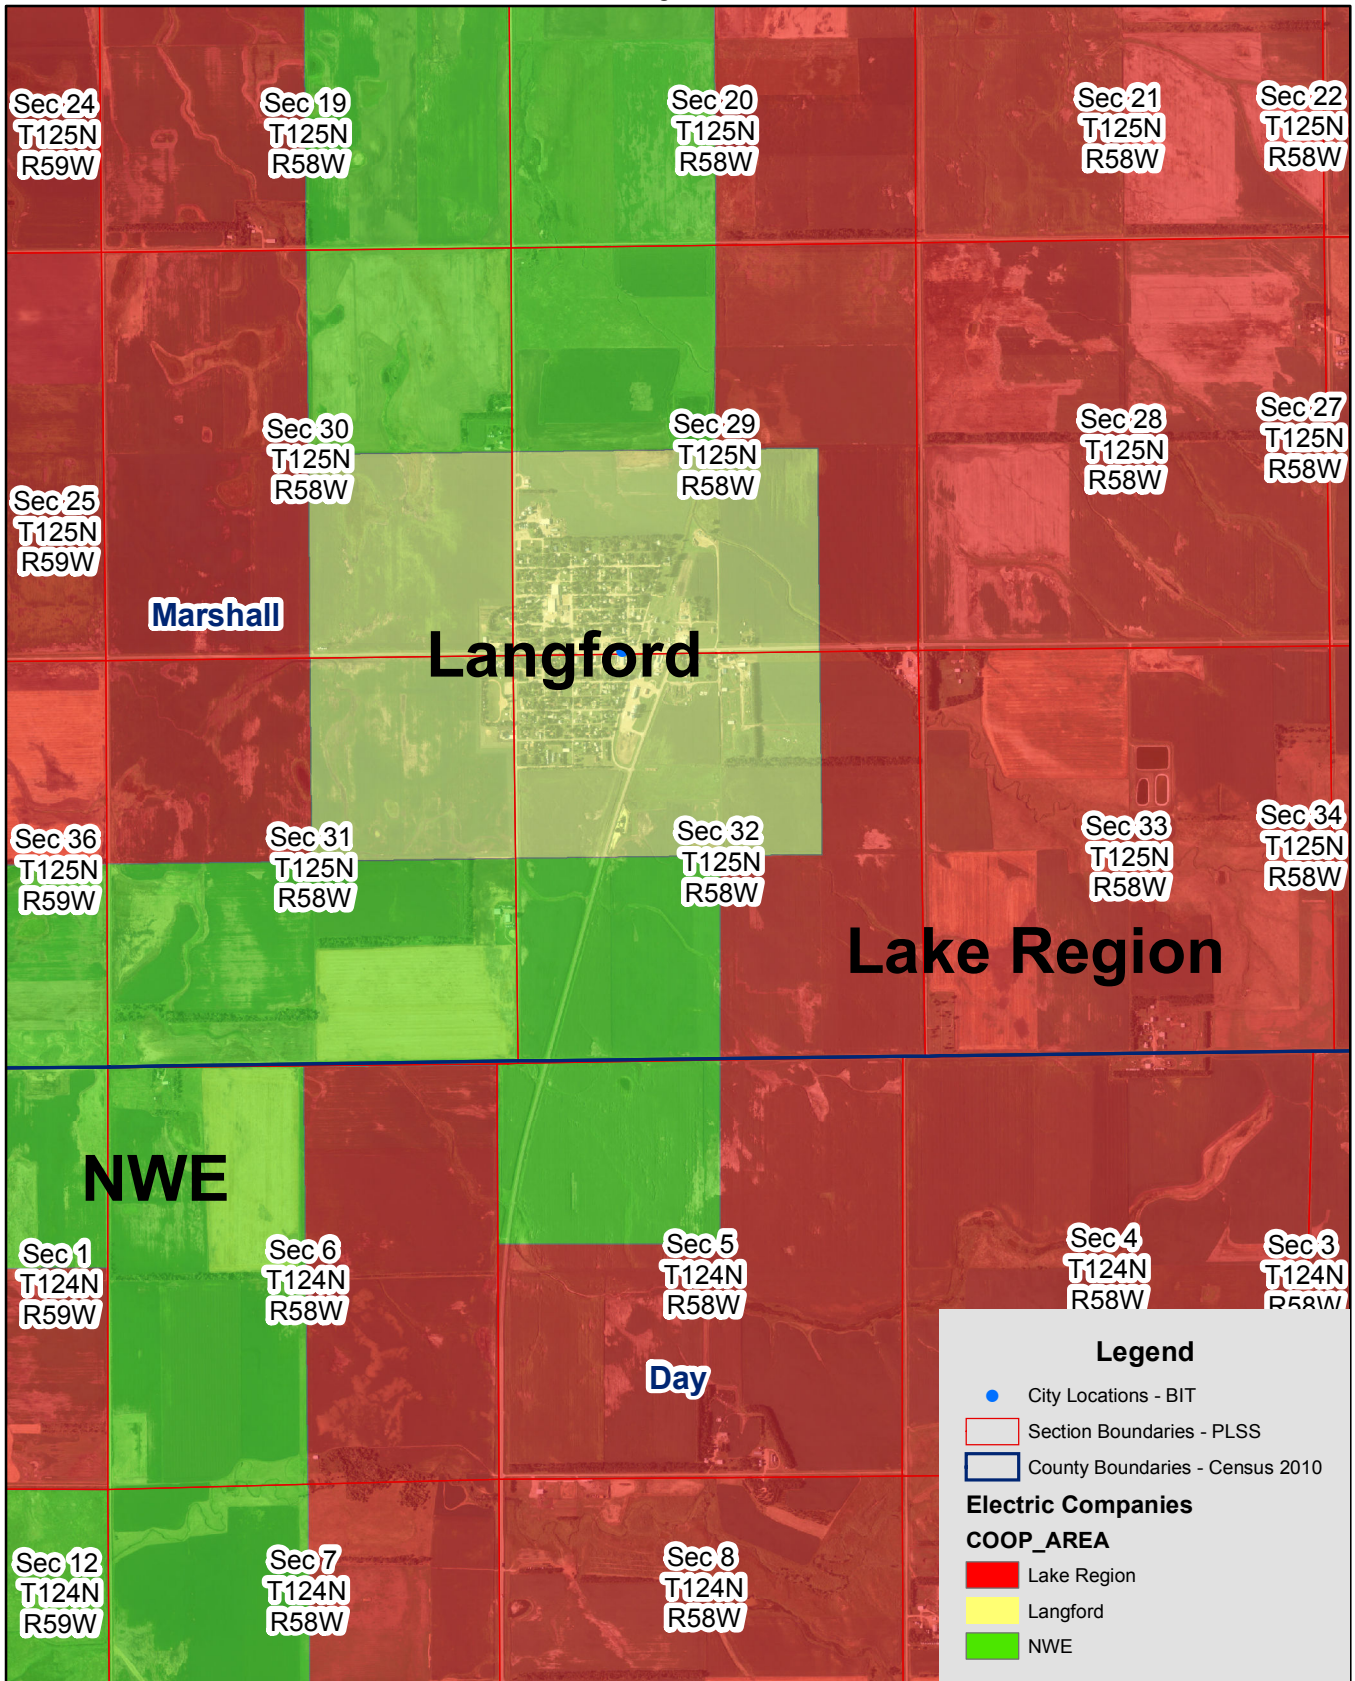 Sec 24
T125N
R59W
Sec 19
T125N
R58W
Sec 20
T125N
R58W
Sec 21
T125N
R58W
Sec 22
T125N
R58W
Sec 30
T125N
R58W
Sec 29
T125N
R58W
Sec 28
T125N
R58W
Sec 27
T125N
R58W
Sec 25
T125N
R59W
Marshall
Langford
Sec 36
T125N
R59W
Sec 31
T125N
R58W
Sec 32
T125N
R58W
Sec 33
T125N
R58W
Sec 34
T125N
R58W
Lake Region
NWE
Sec 1
T124N
R59W
Sec 6
T124N
R58W
Sec 5
T124N
R58W
Sec 4
T124N
R58W
Sec 3
T124N
R58W
Day
Sec 12
T124N
R59W
Sec 7
T124N
R58W
Sec 8
T124N
R58W
Legend
City Locations - BIT
Section Boundaries - PLSS
County Boundaries - Census 2010
Electric Companies
COOP_AREA
Lake Region
Langford
NWE